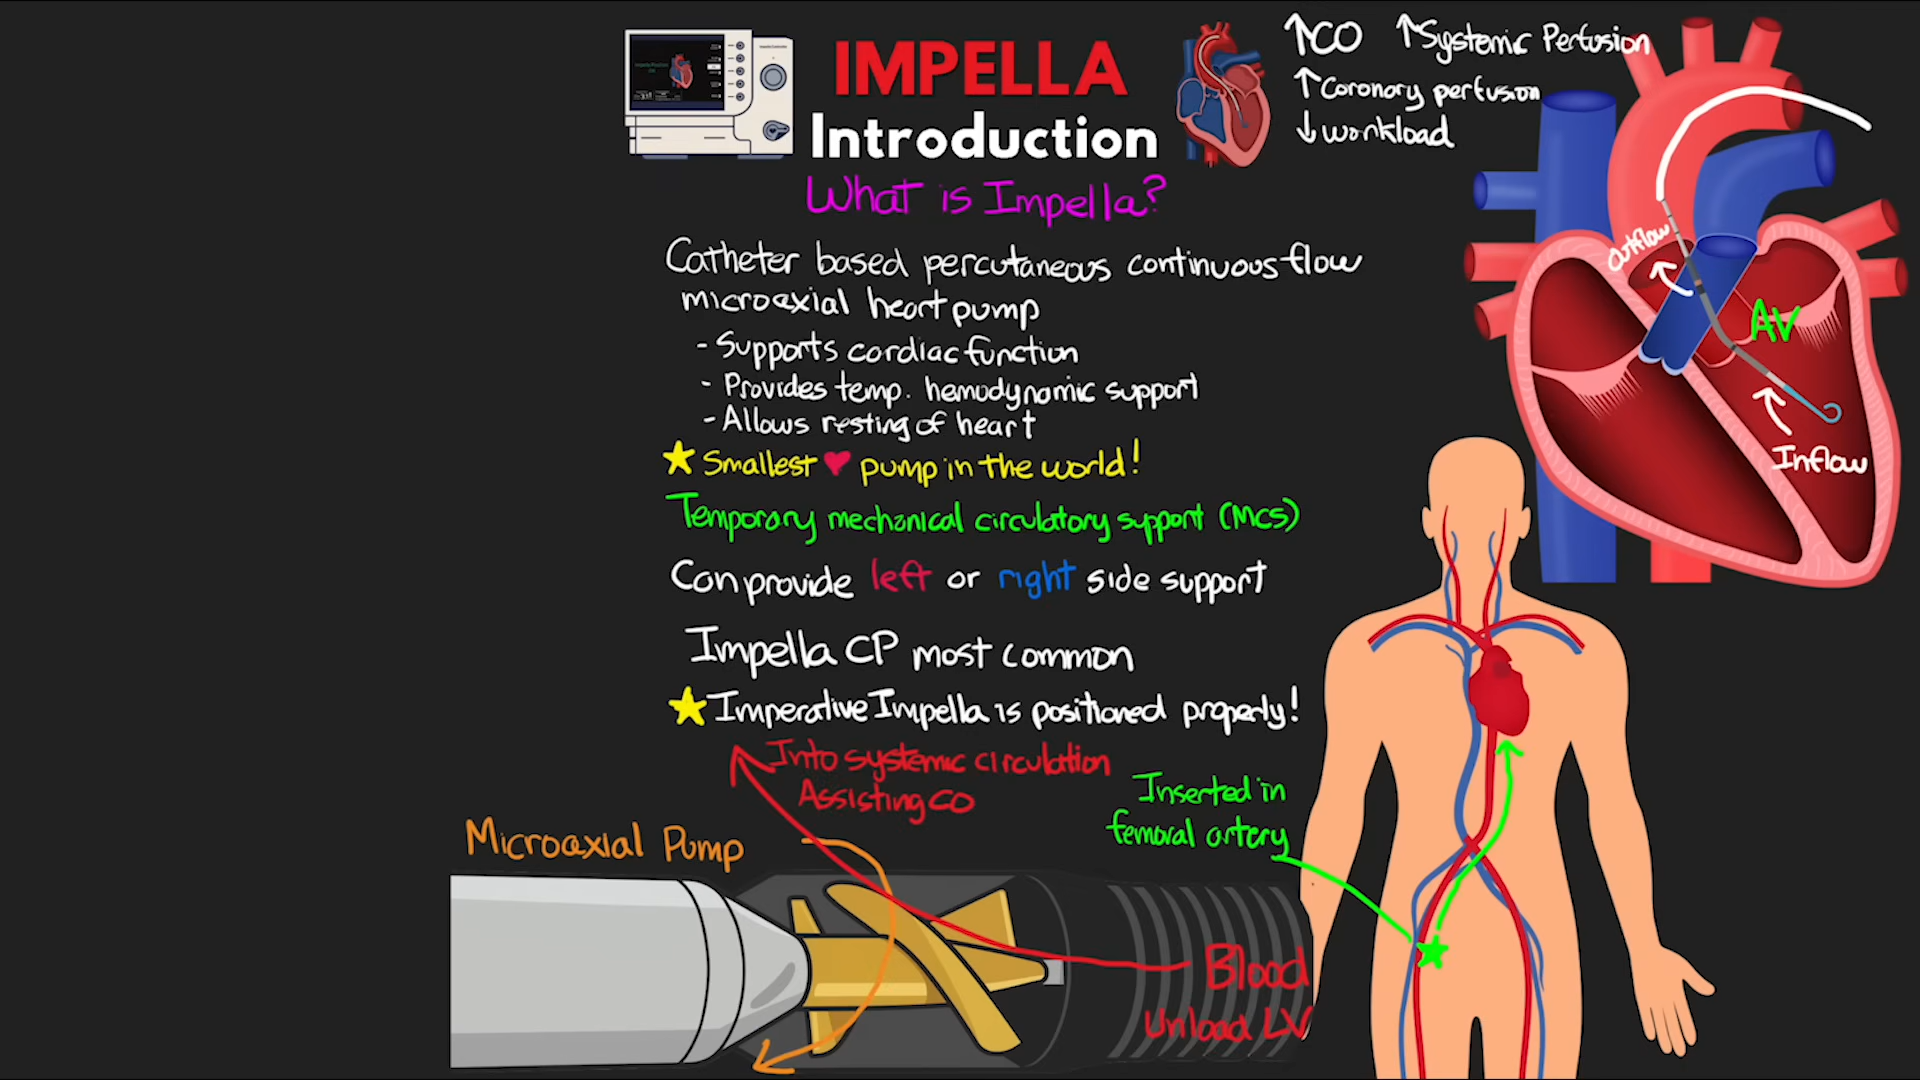 IMPELLA
Introduction
What is Impella?
Catheter based percutaneous continuous flow
microaxial heart pump
- Supports cardiac function
- Provides temp. hemodynamic support
- Allows resting of heart
★ Smallest ♥ pump in the world!
Temporary mechanical circulatory support (MCS)
Can provide left or right side support
Impella CP most common
★ Imperative Impella is positioned properly!
Into systemic circulation
Assisting CO
Microaxial Pump
Blood
Unload LV
Inserted in
femoral artery
↑CO ↑Systemic Perfusion
↑Coronary perfusion
↓workload
Outflow
AV
Inflow